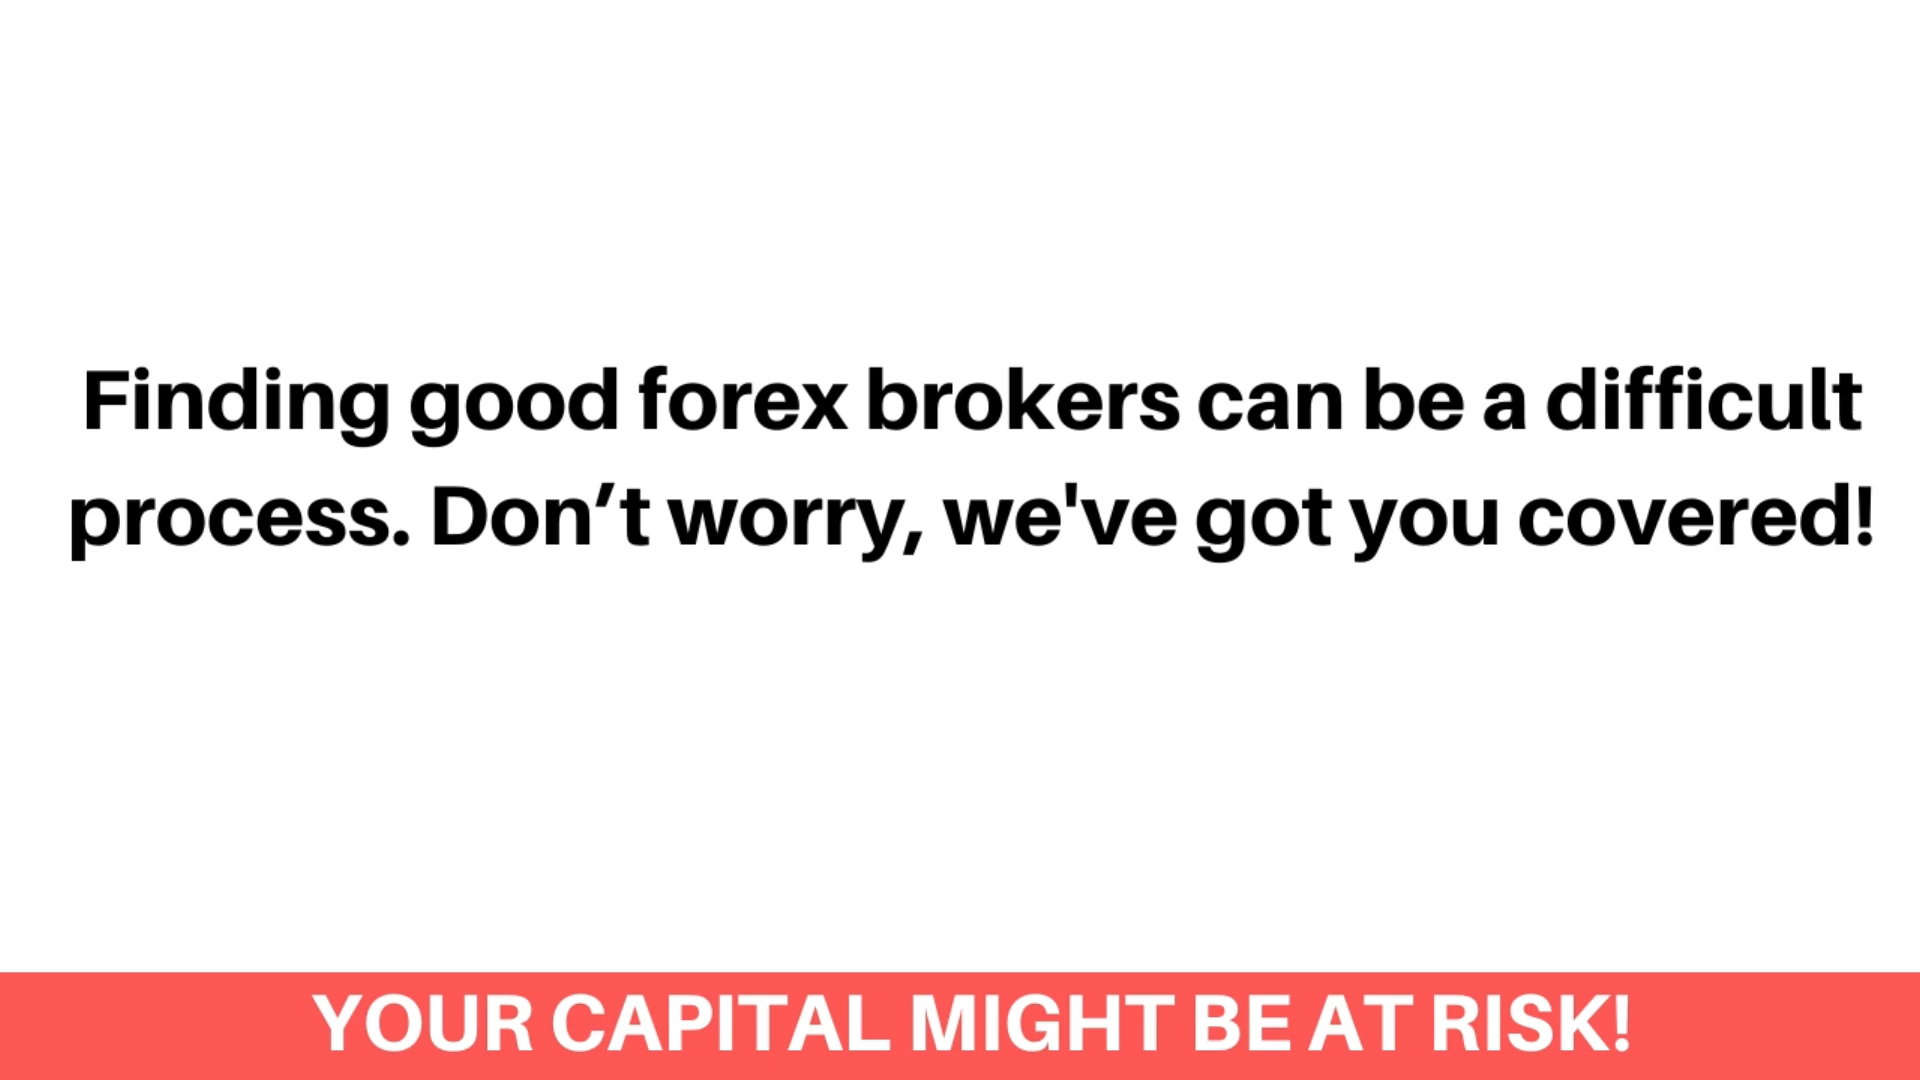 Finding good forex brokers can be a difficult
process. Don’t worry, we've got you covered!
YOUR CAPITAL MIGHT BE AT RISK!